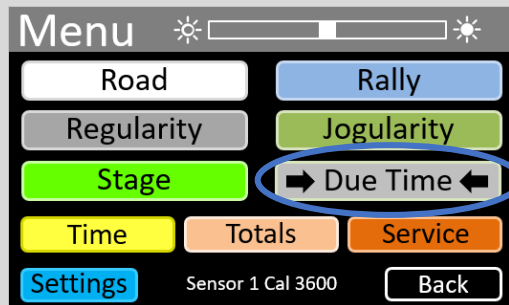 Menu
Road Rally
Regularity Jogularity
Stage Due Time
Time Totals Service
Settings Sensor 1 Cal 3600 Back